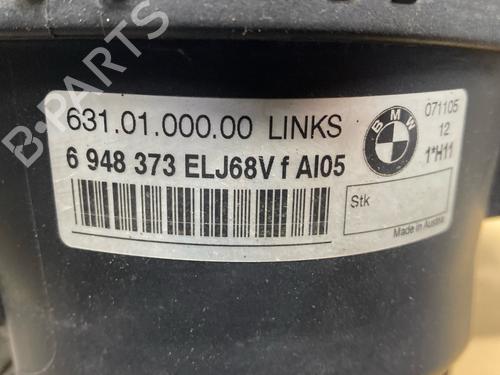 B-PARTS
631.01.000.00 LINKS
6 948 373 ELJ68V f AI05
BMW
071105
12
1*H11
Stk
Made in Austria